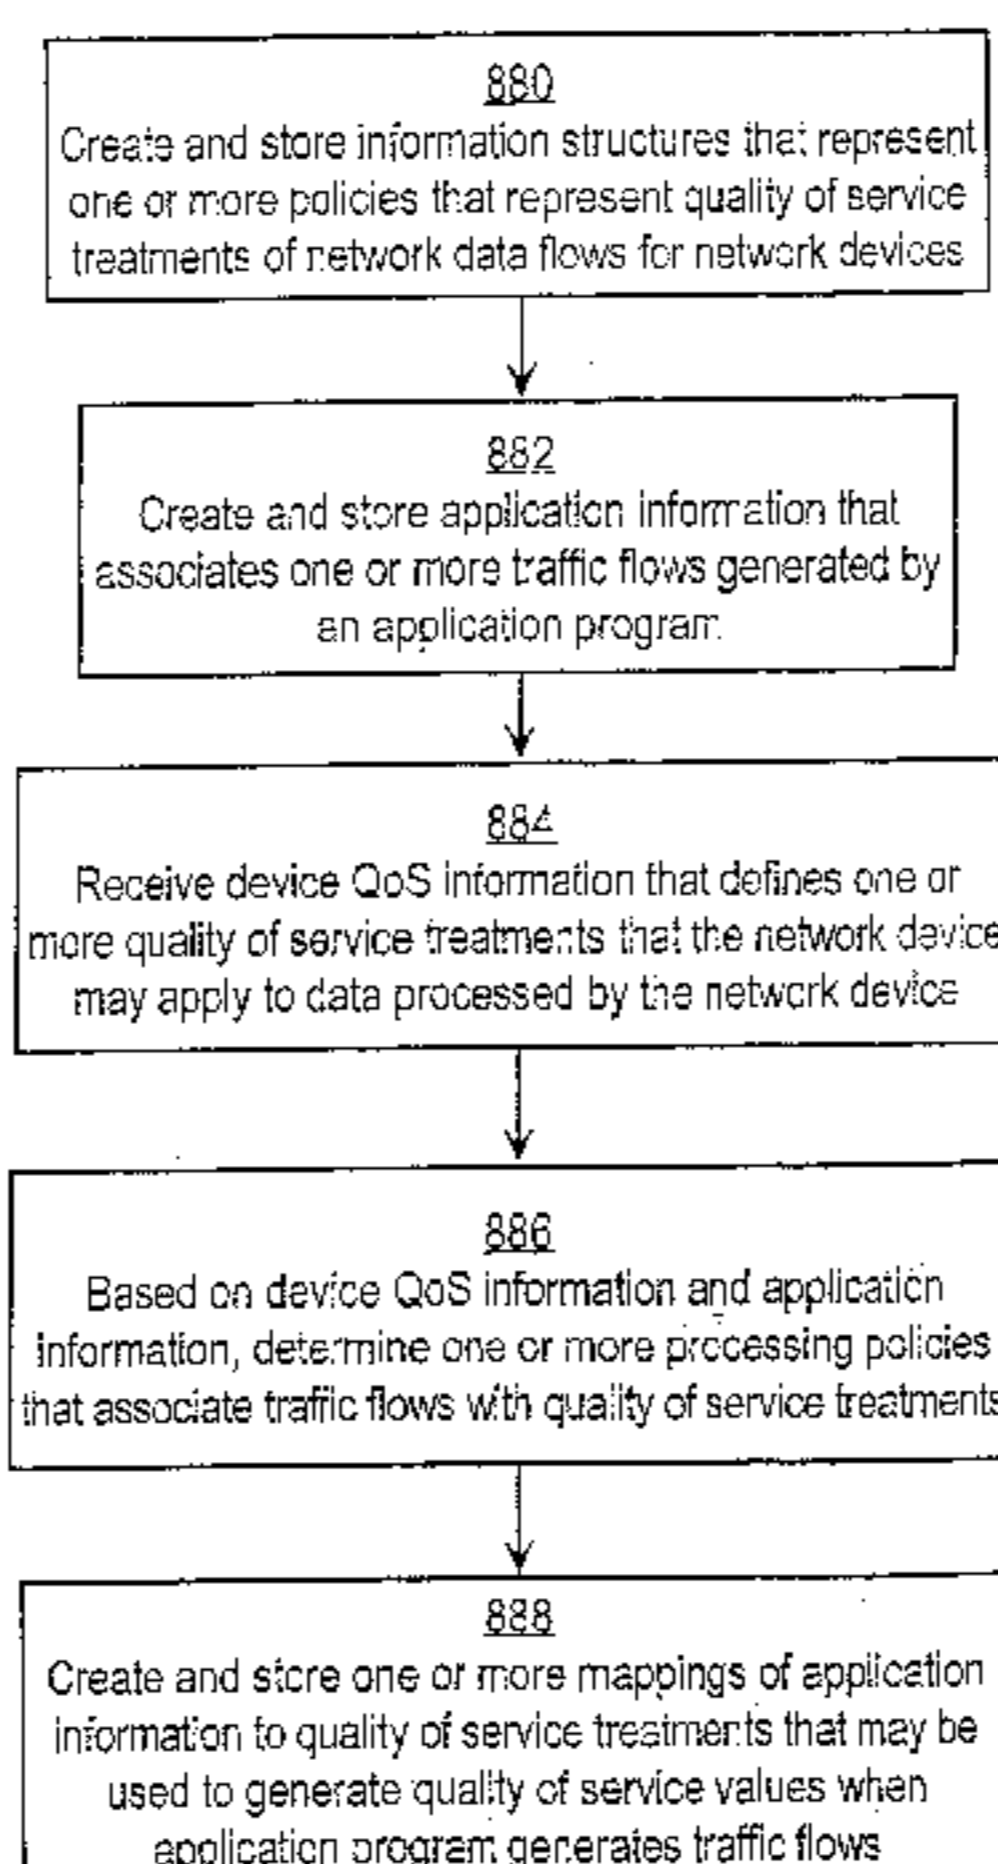 880
Create and store information structures that represent
one or more policies that represent quality of service
treatments of network data flows for network devices
882
Create and store application information that
associates one or more traffic flows generated by
an application program
884
Receive device QoS information that defines one or
more quality of service treatments that the network device
may apply to data processed by the network device
886
Based on device QoS information and application
information, determine one or more processing policies
that associate traffic flows with quality of service treatments
888
Create and store one or more mappings of application
information to quality of service treatments that may be
used to generate quality of service values when
application program generates traffic flows